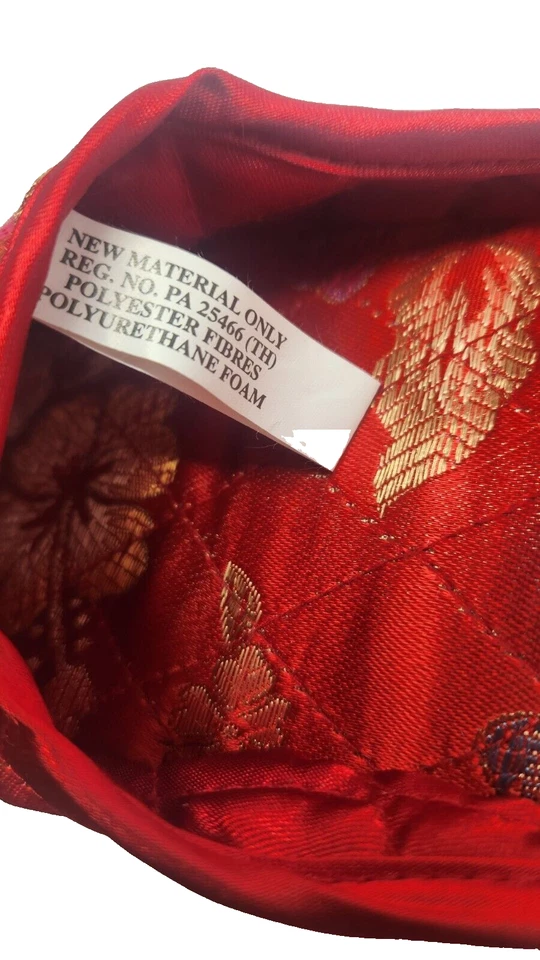 NEW MATERIAL ONLY
REG. NO. PA 25466 (TH)
POLYESTER FIBRES
POLYURETHANE FOAM